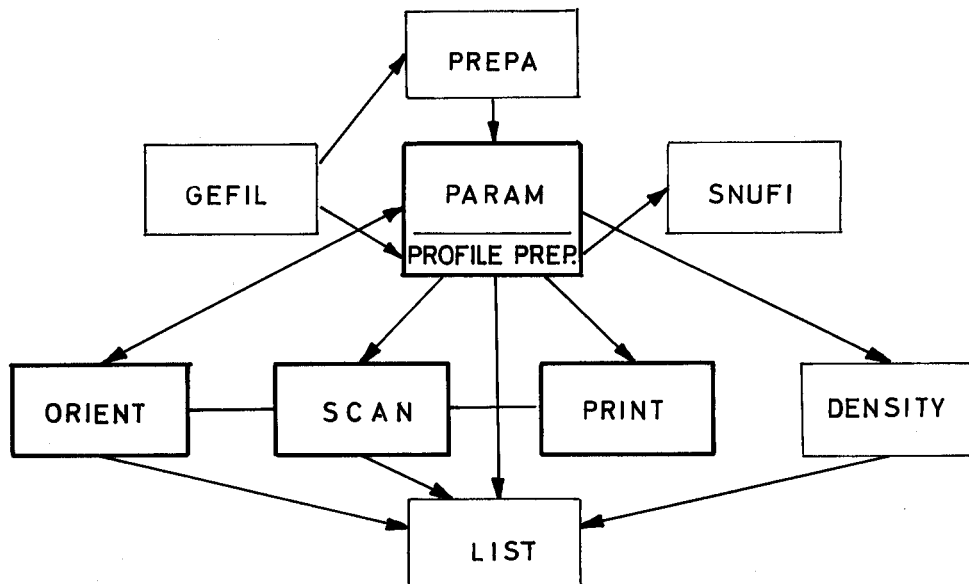 PREPA
GEFIL
PARAM
SNUFI
PROFILE PREP.
ORIENT
SCAN
PRINT
DENSITY
LIST